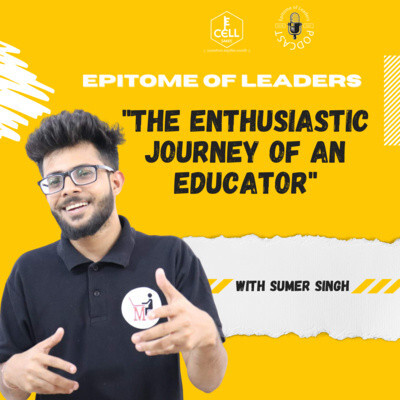 CELL
PODCAST
EPITOME OF LEADERS
"THE ENTHUSIASTIC
JOURNEY OF AN
EDUCATOR"
WITH SUMER SINGH
M